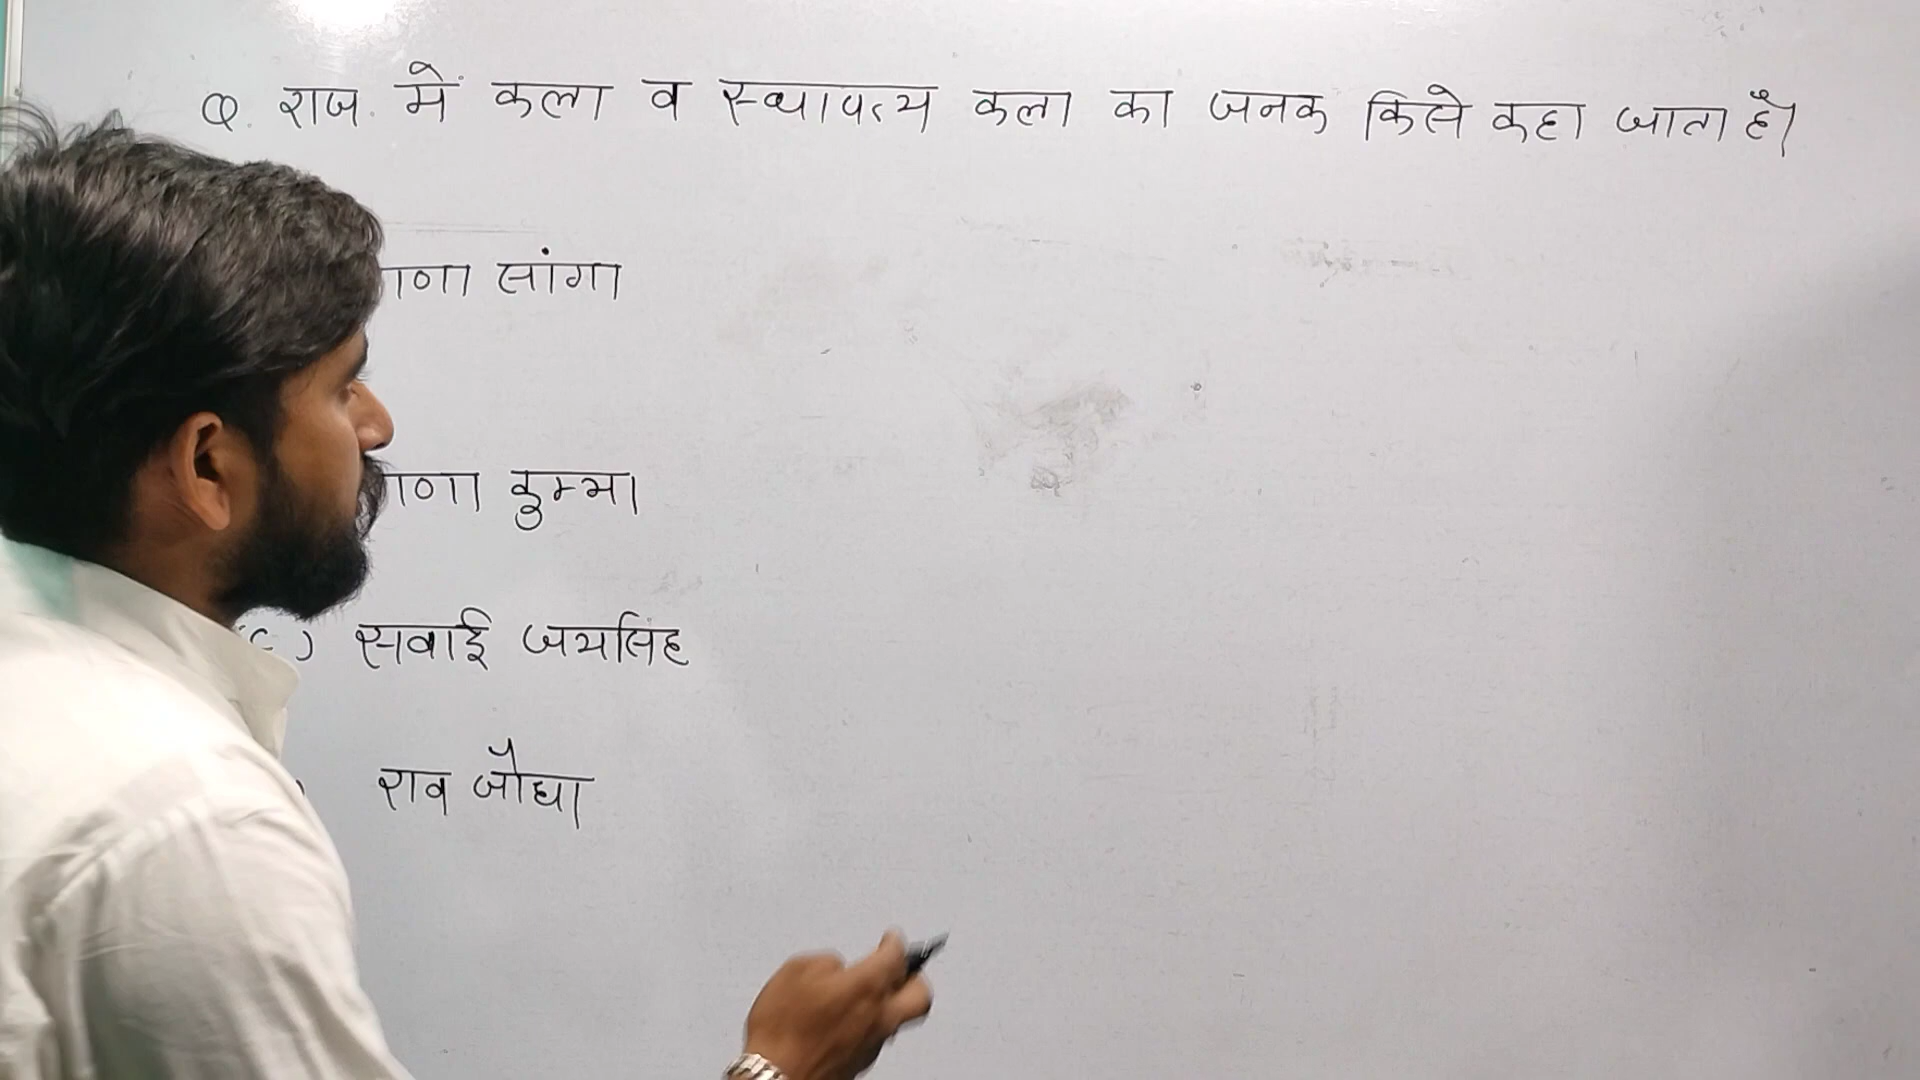 Q. राज. में कला व स्थापत्य कला का जनक किसे कहा जाता है।
सांगा
कुम्भा
(C) सवाई जयसिंह
राव जौधा